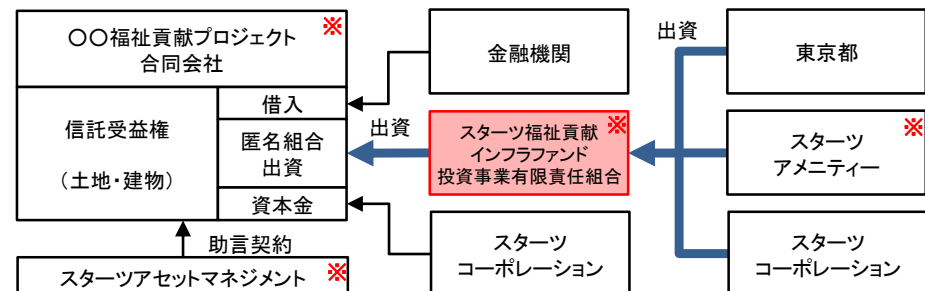 〇〇福祉貢献プロジェクト ※
合同会社
信託受益権
(土地・建物)
借入
匿名組合
出資
資本金
助言契約
スターツアセットマネジメント ※
金融機関
出資
スターツ福祉貢献 ※
インフラファンド
投資事業有限責任組合
スターツ
コーポレーション
出資
東京都
スターツ ※
アメニティー
スターツ
コーポレーション